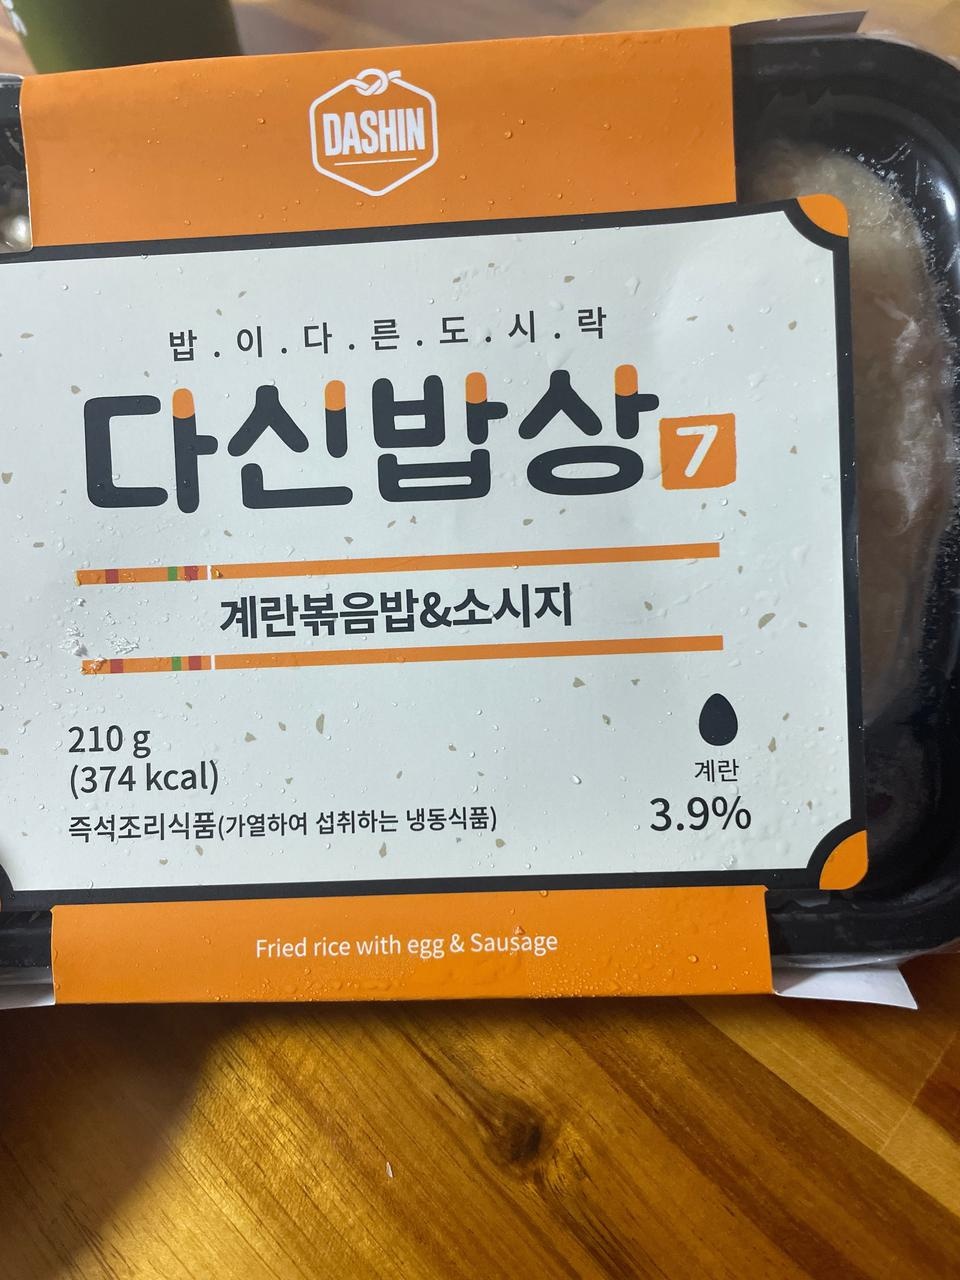 DASHIN
밥.이.다.른.도.시.락
다신밥상 7
계란볶음밥&소시지
210 g
(374 kcal)
즉석조리식품(가열하여 섭취하는 냉동식품)
계란
3.9%
Fried rice with egg & Sausage